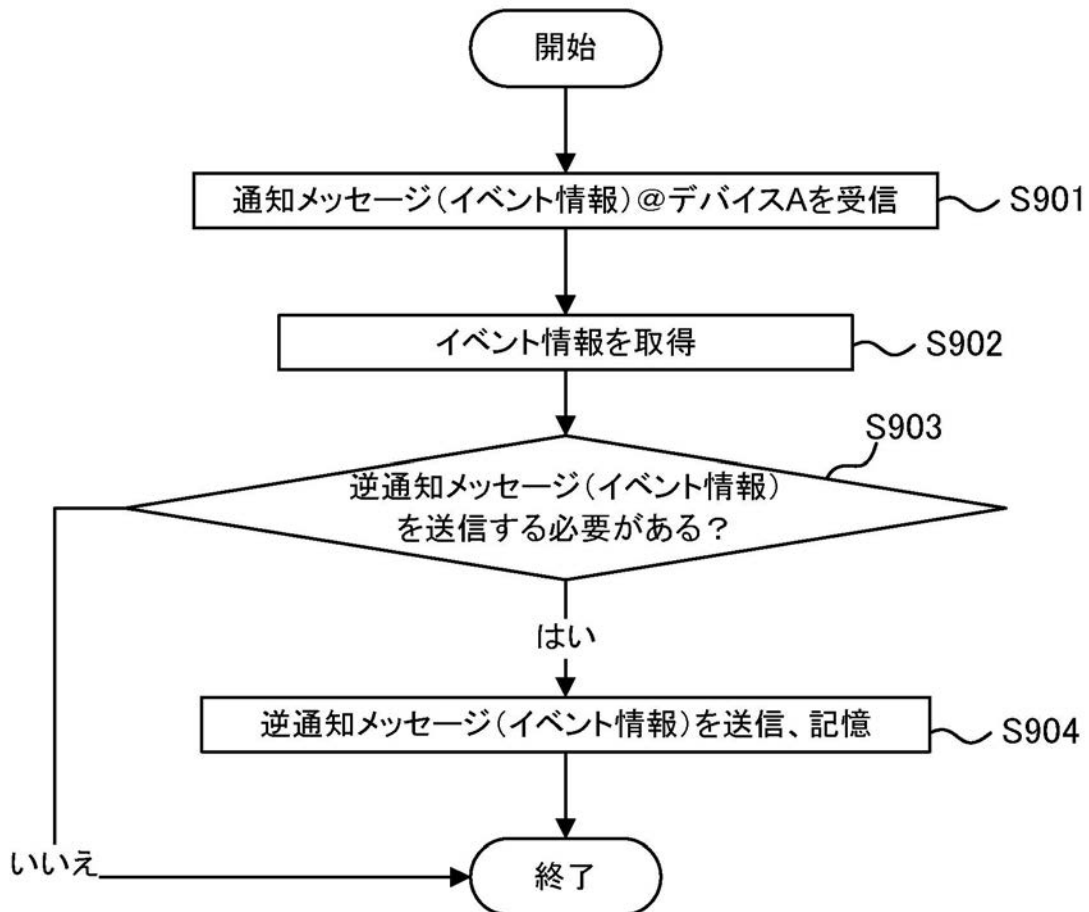 開始
通知メッセージ(イベント情報)@デバイスAを受信
S901
イベント情報を取得
S902
S903
逆通知メッセージ(イベント情報)
を送信する必要がある?
はい
逆通知メッセージ(イベント情報)を送信、記憶
S904
いいえ
終了